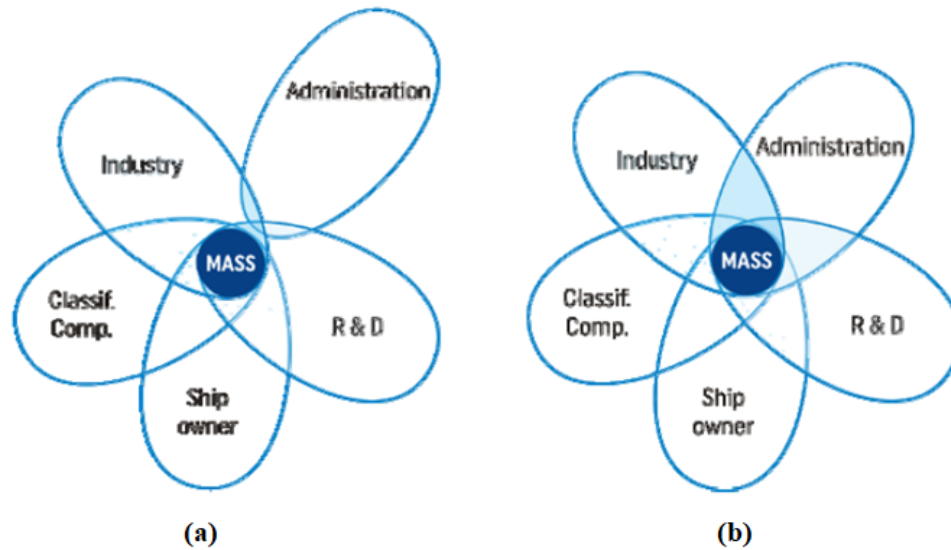 Administration
Industry
MASS
Classif.
Comp.
R & D
Ship
owner
(a)
Administration
Industry
MASS
Classif.
Comp.
R & D
Ship
owner
(b)